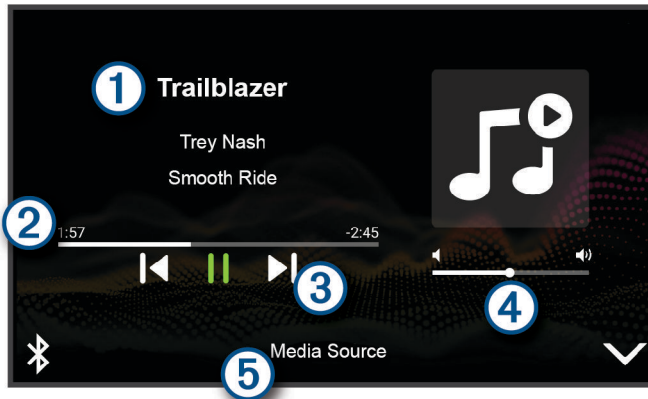 1 Trailblazer
Trey Nash
Smooth Ride
2
1:57 -2:45
3
4
Media Source
5